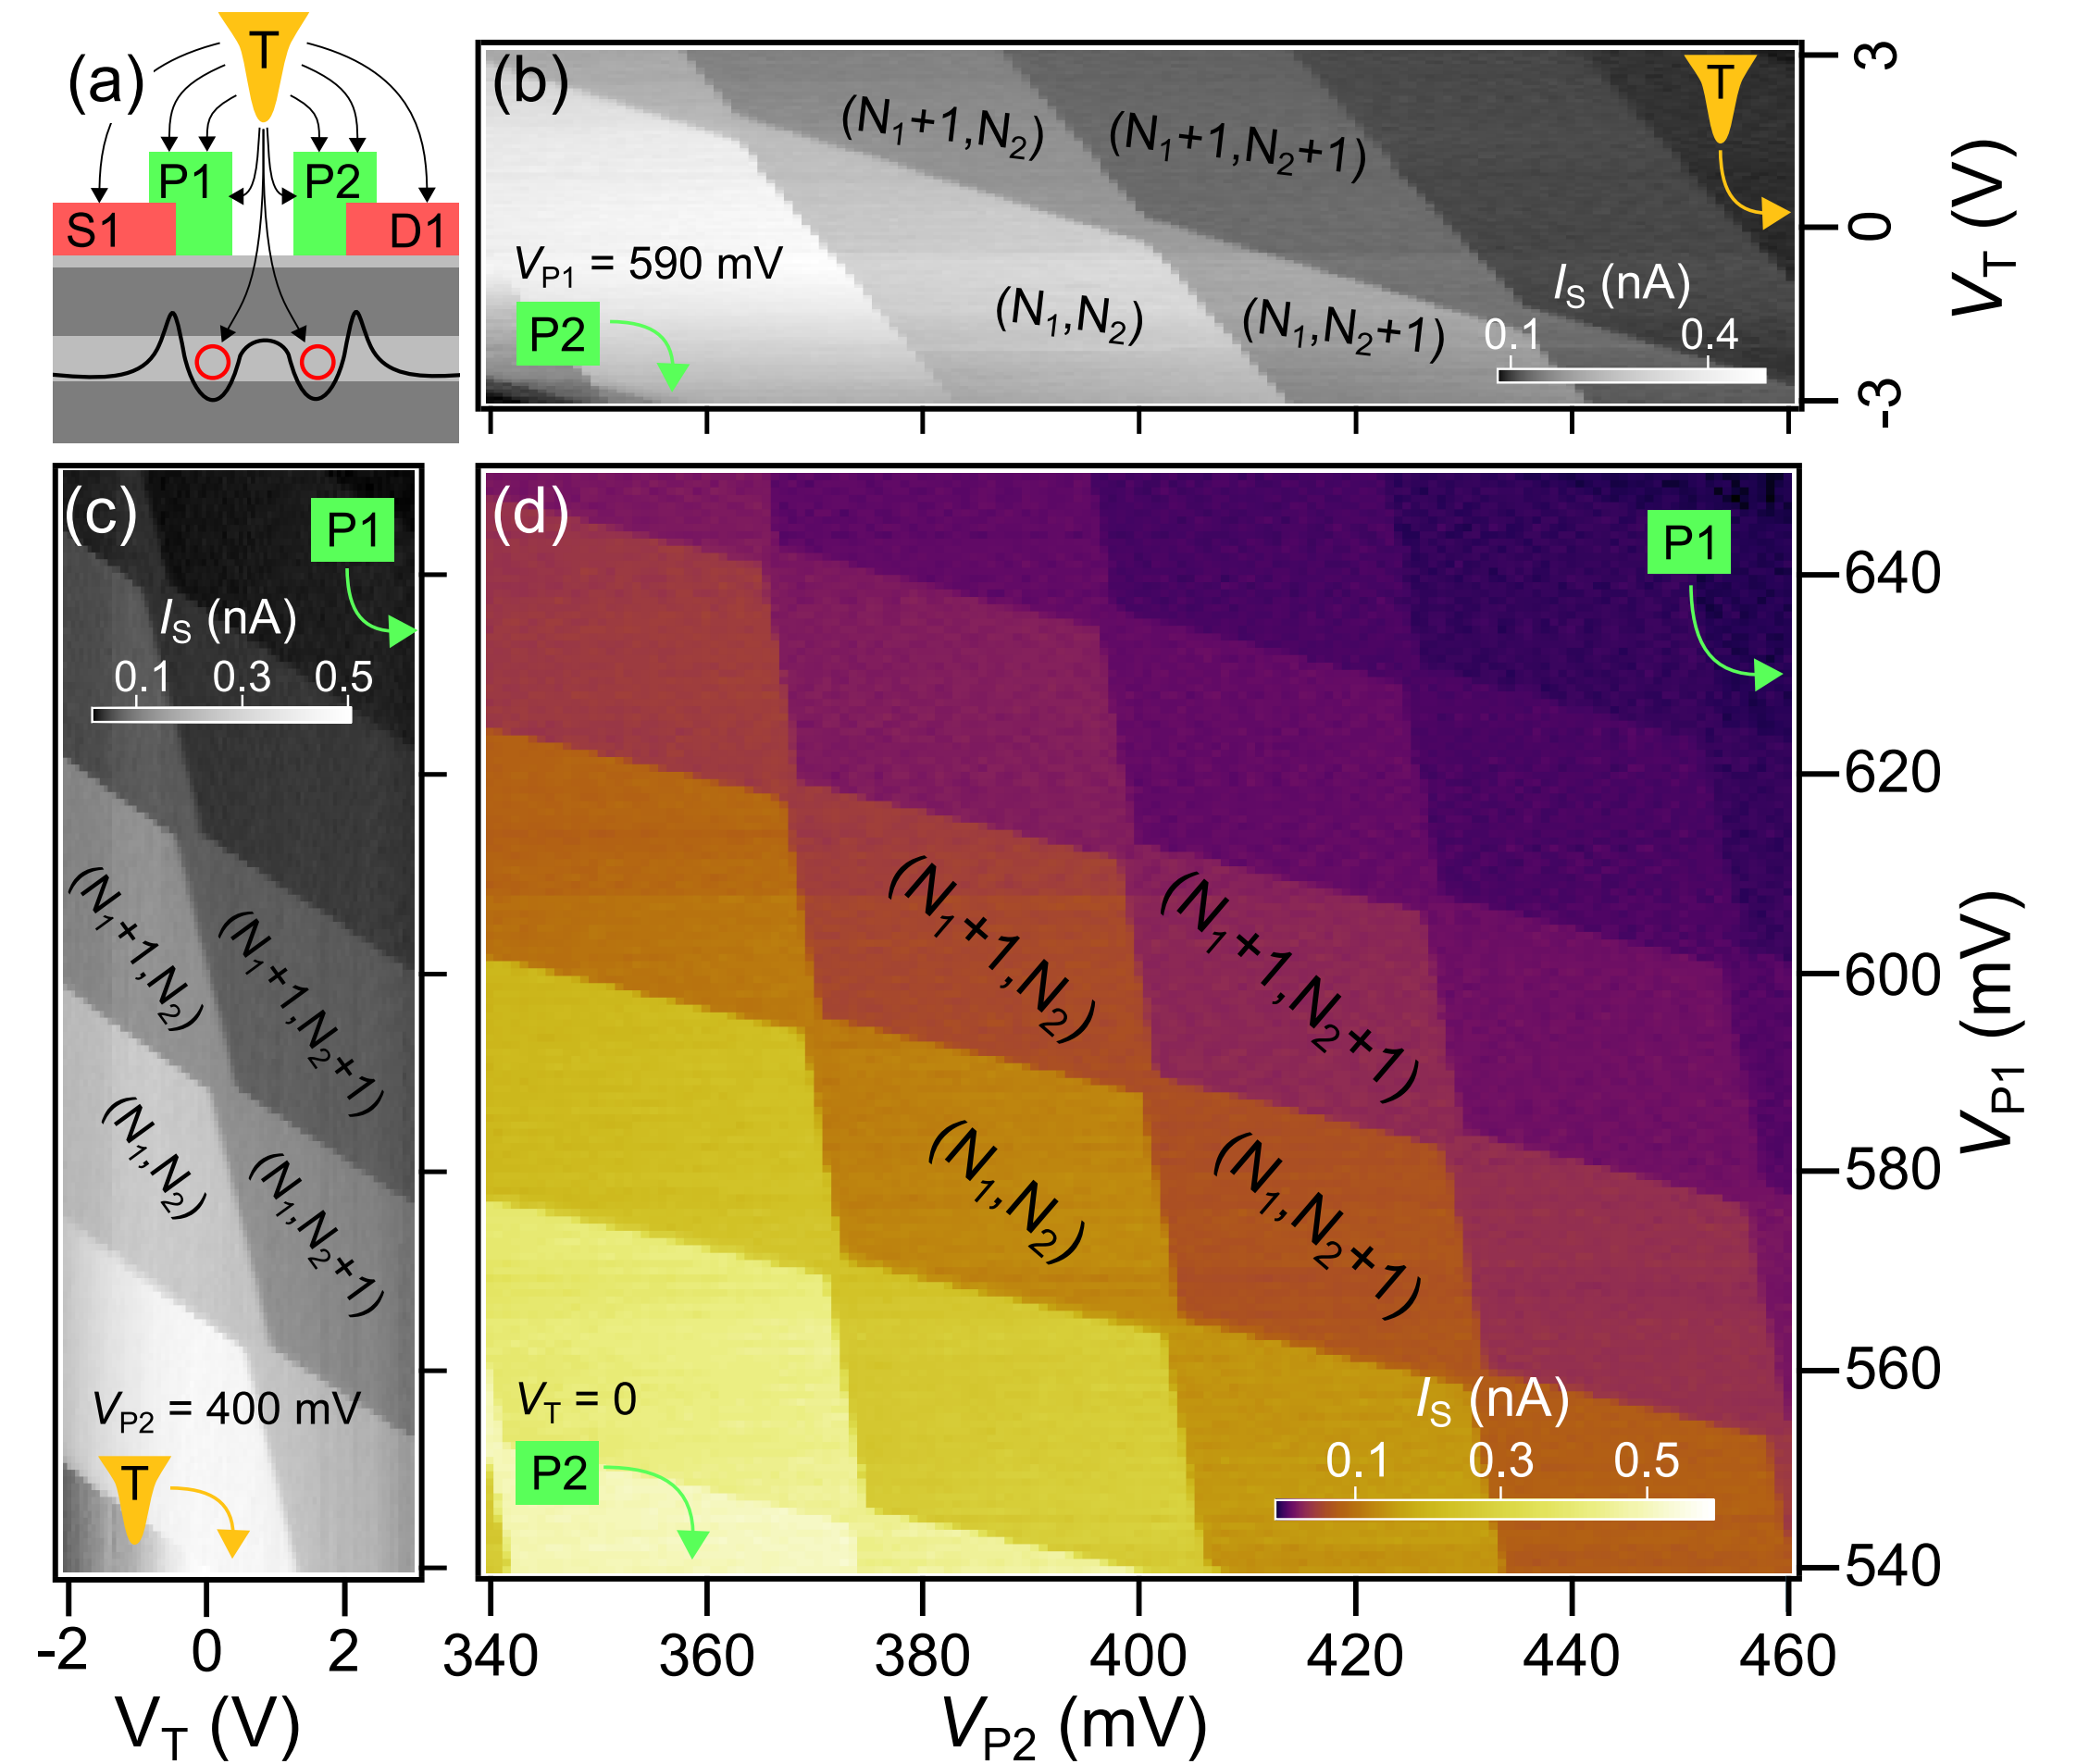 (a)
T
P1
P2
S1
D1
(b)
(N1+1,N2)
(N1+1,N2+1)
T
VP1 = 590 mV
P2
(N1,N2)
(N1,N2+1)
IS (nA)
0.1
0.4
3
0
-3
VT (V)
(c)
P1
IS (nA)
0.1
0.3
0.5
(N1+1,N2)
(N1+1,N2+1)
(N1,N2)
(N1,N2+1)
VP2 = 400 mV
T
-2
0
2
VT (V)
(d)
P1
(N1+1,N2)
(N1+1,N2+1)
(N1,N2)
(N1,N2+1)
VT = 0
P2
IS (nA)
0.1
0.3
0.5
640
620
600
580
560
540
VP1 (mV)
340
360
380
400
420
440
460
VP2 (mV)